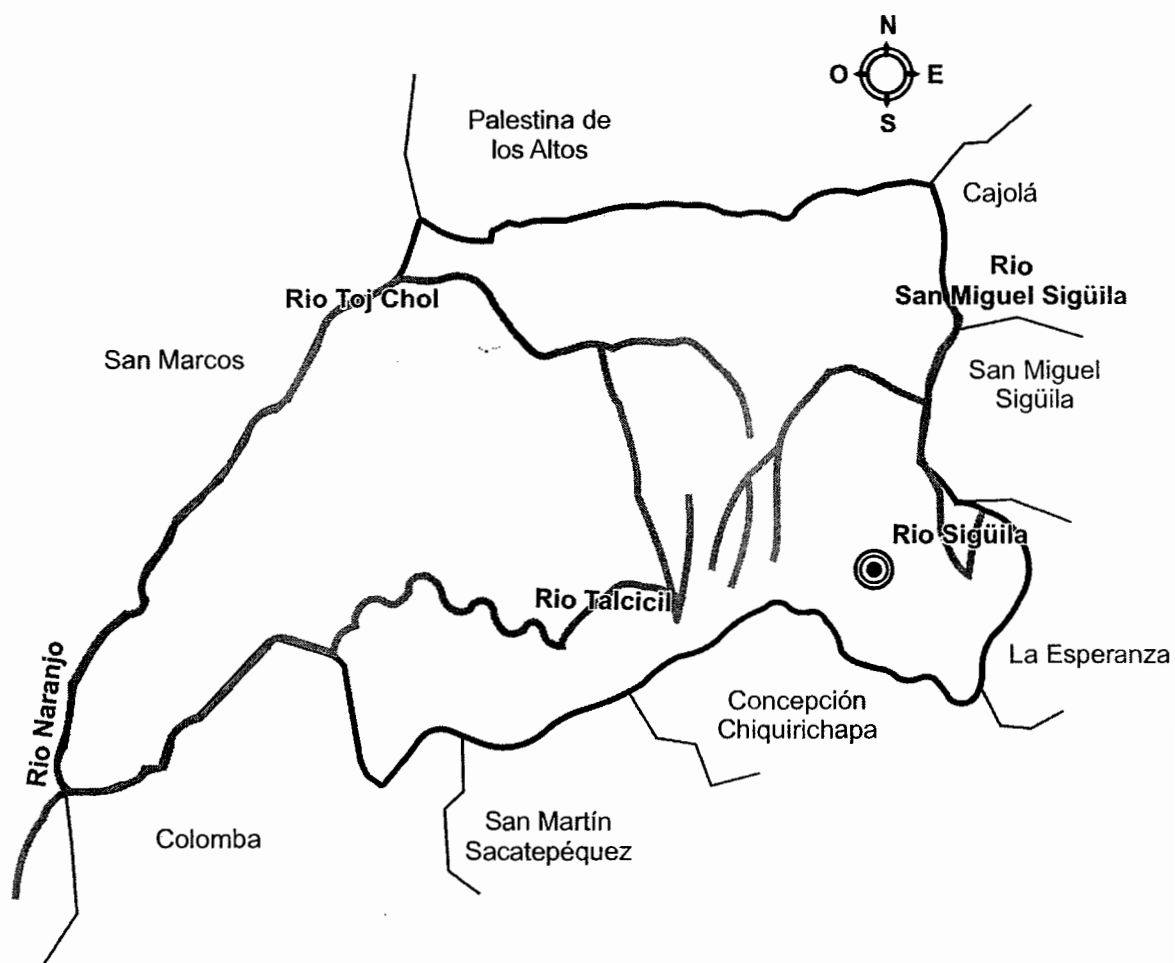 N
O E
S
Palestina de
los Altos
Cajolá
Rio
San Miguel Sigüila
Rio Toj Chol
San Marcos
San Miguel
Sigüila
Rio Sigüila
Rio Talcicil
La Esperanza
Rio Naranjo
Concepción
Chiquirichapa
Colomba
San Martín
Sacatepéquez